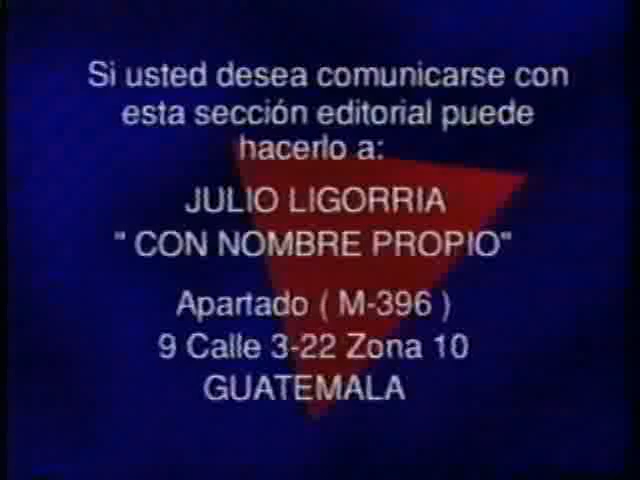 Si usted desea comunicarse con
esta sección editorial puede
hacerlo a:
JULIO LIGORRIA
" CON NOMBRE PROPIO"
Apartado ( M-396 )
9 Calle 3-22 Zona 10
GUATEMALA